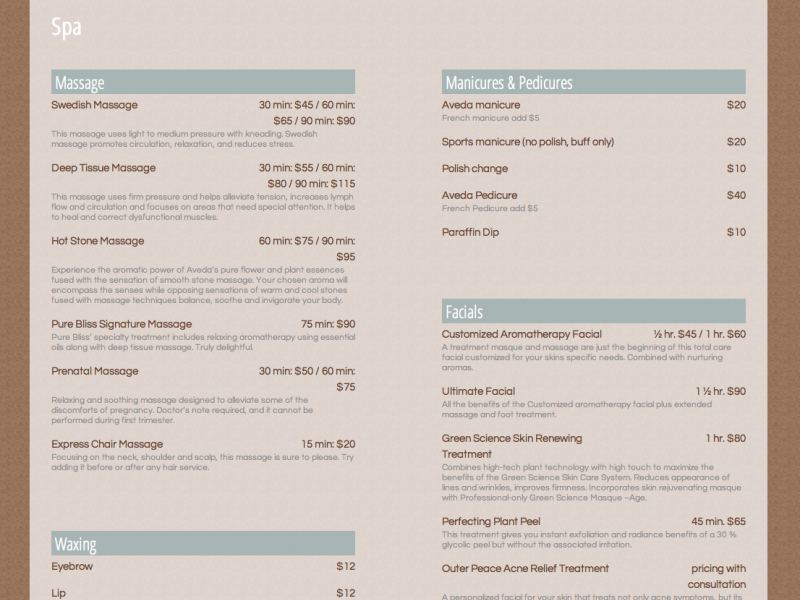 Spa
Massage
Swedish Massage 30 min: $45 / 60 min:
$65 / 90 min: $90
This massage uses light to medium pressure with kneading. Swedish
massage promotes circulation, relaxation, and reduces stress.
Deep Tissue Massage 30 min: $55 / 60 min:
$80 / 90 min: $115
This massage uses firm pressure and helps alleviate tension, increases lymph
flow and circulation and focuses on areas that need special attention. It helps
to heal and correct dysfunctional muscles.
Hot Stone Massage 60 min: $75 / 90 min:
$95
Experience the aromatic power of Aveda's pure flower and plant essences
fused with the sensation of smooth stone massage. Your chosen aroma will
encompass the senses while opposing sensations of warm and cool stones
fused with massage techniques balance, soothe and invigorate your body.
Pure Bliss Signature Massage 75 min: $90
Pure Bliss' specialty treatment includes relaxing aromatherapy using essential
oils along with deep tissue massage. Truly delightful.
Prenatal Massage 30 min: $50 / 60 min:
$75
Relaxing and soothing massage designed to alleviate some of the
discomforts of pregnancy. Doctor's note required, and it cannot be
performed during first trimester.
Express Chair Massage 15 min: $20
Focusing on the neck, shoulder and scalp, this massage is sure to please. Try
adding it before or after any hair service.
Waxing
Eyebrow $12
Lip $12
Manicures & Pedicures
Aveda manicure $20
French manicure add $5
Sports manicure (no polish, buff only) $20
Polish change $10
Aveda Pedicure $40
French Pedicure add $5
Paraffin Dip $10
Facials
Customized Aromatherapy Facial ½ hr. $45 / 1 hr. $60
A treatment masque and massage are just the beginning of this total care
facial customized for your skins specific needs. Combined with nurturing
aromas.
Ultimate Facial 1 ½ hr. $90
All the benefits of the Customized aromatherapy facial plus extended
massage and foot treatment.
Green Science Skin Renewing 1 hr. $80
Treatment
Combines high-tech plant technology with high touch to maximize the
benefits of the Green Science Skin Care System. Reduces appearance of
lines and wrinkles, improves firmness. Incorporates skin rejuvenating masque
with Professional-only Green Science Masque –Age.
Perfecting Plant Peel 45 min. $65
This treatment gives you instant exfoliation and radiance benefits of a 30 %
glycolic peel but without the associated irritation.
Outer Peace Acne Relief Treatment pricing with
consultation
A personalized facial for your skin that treats not only acne symptoms, but its